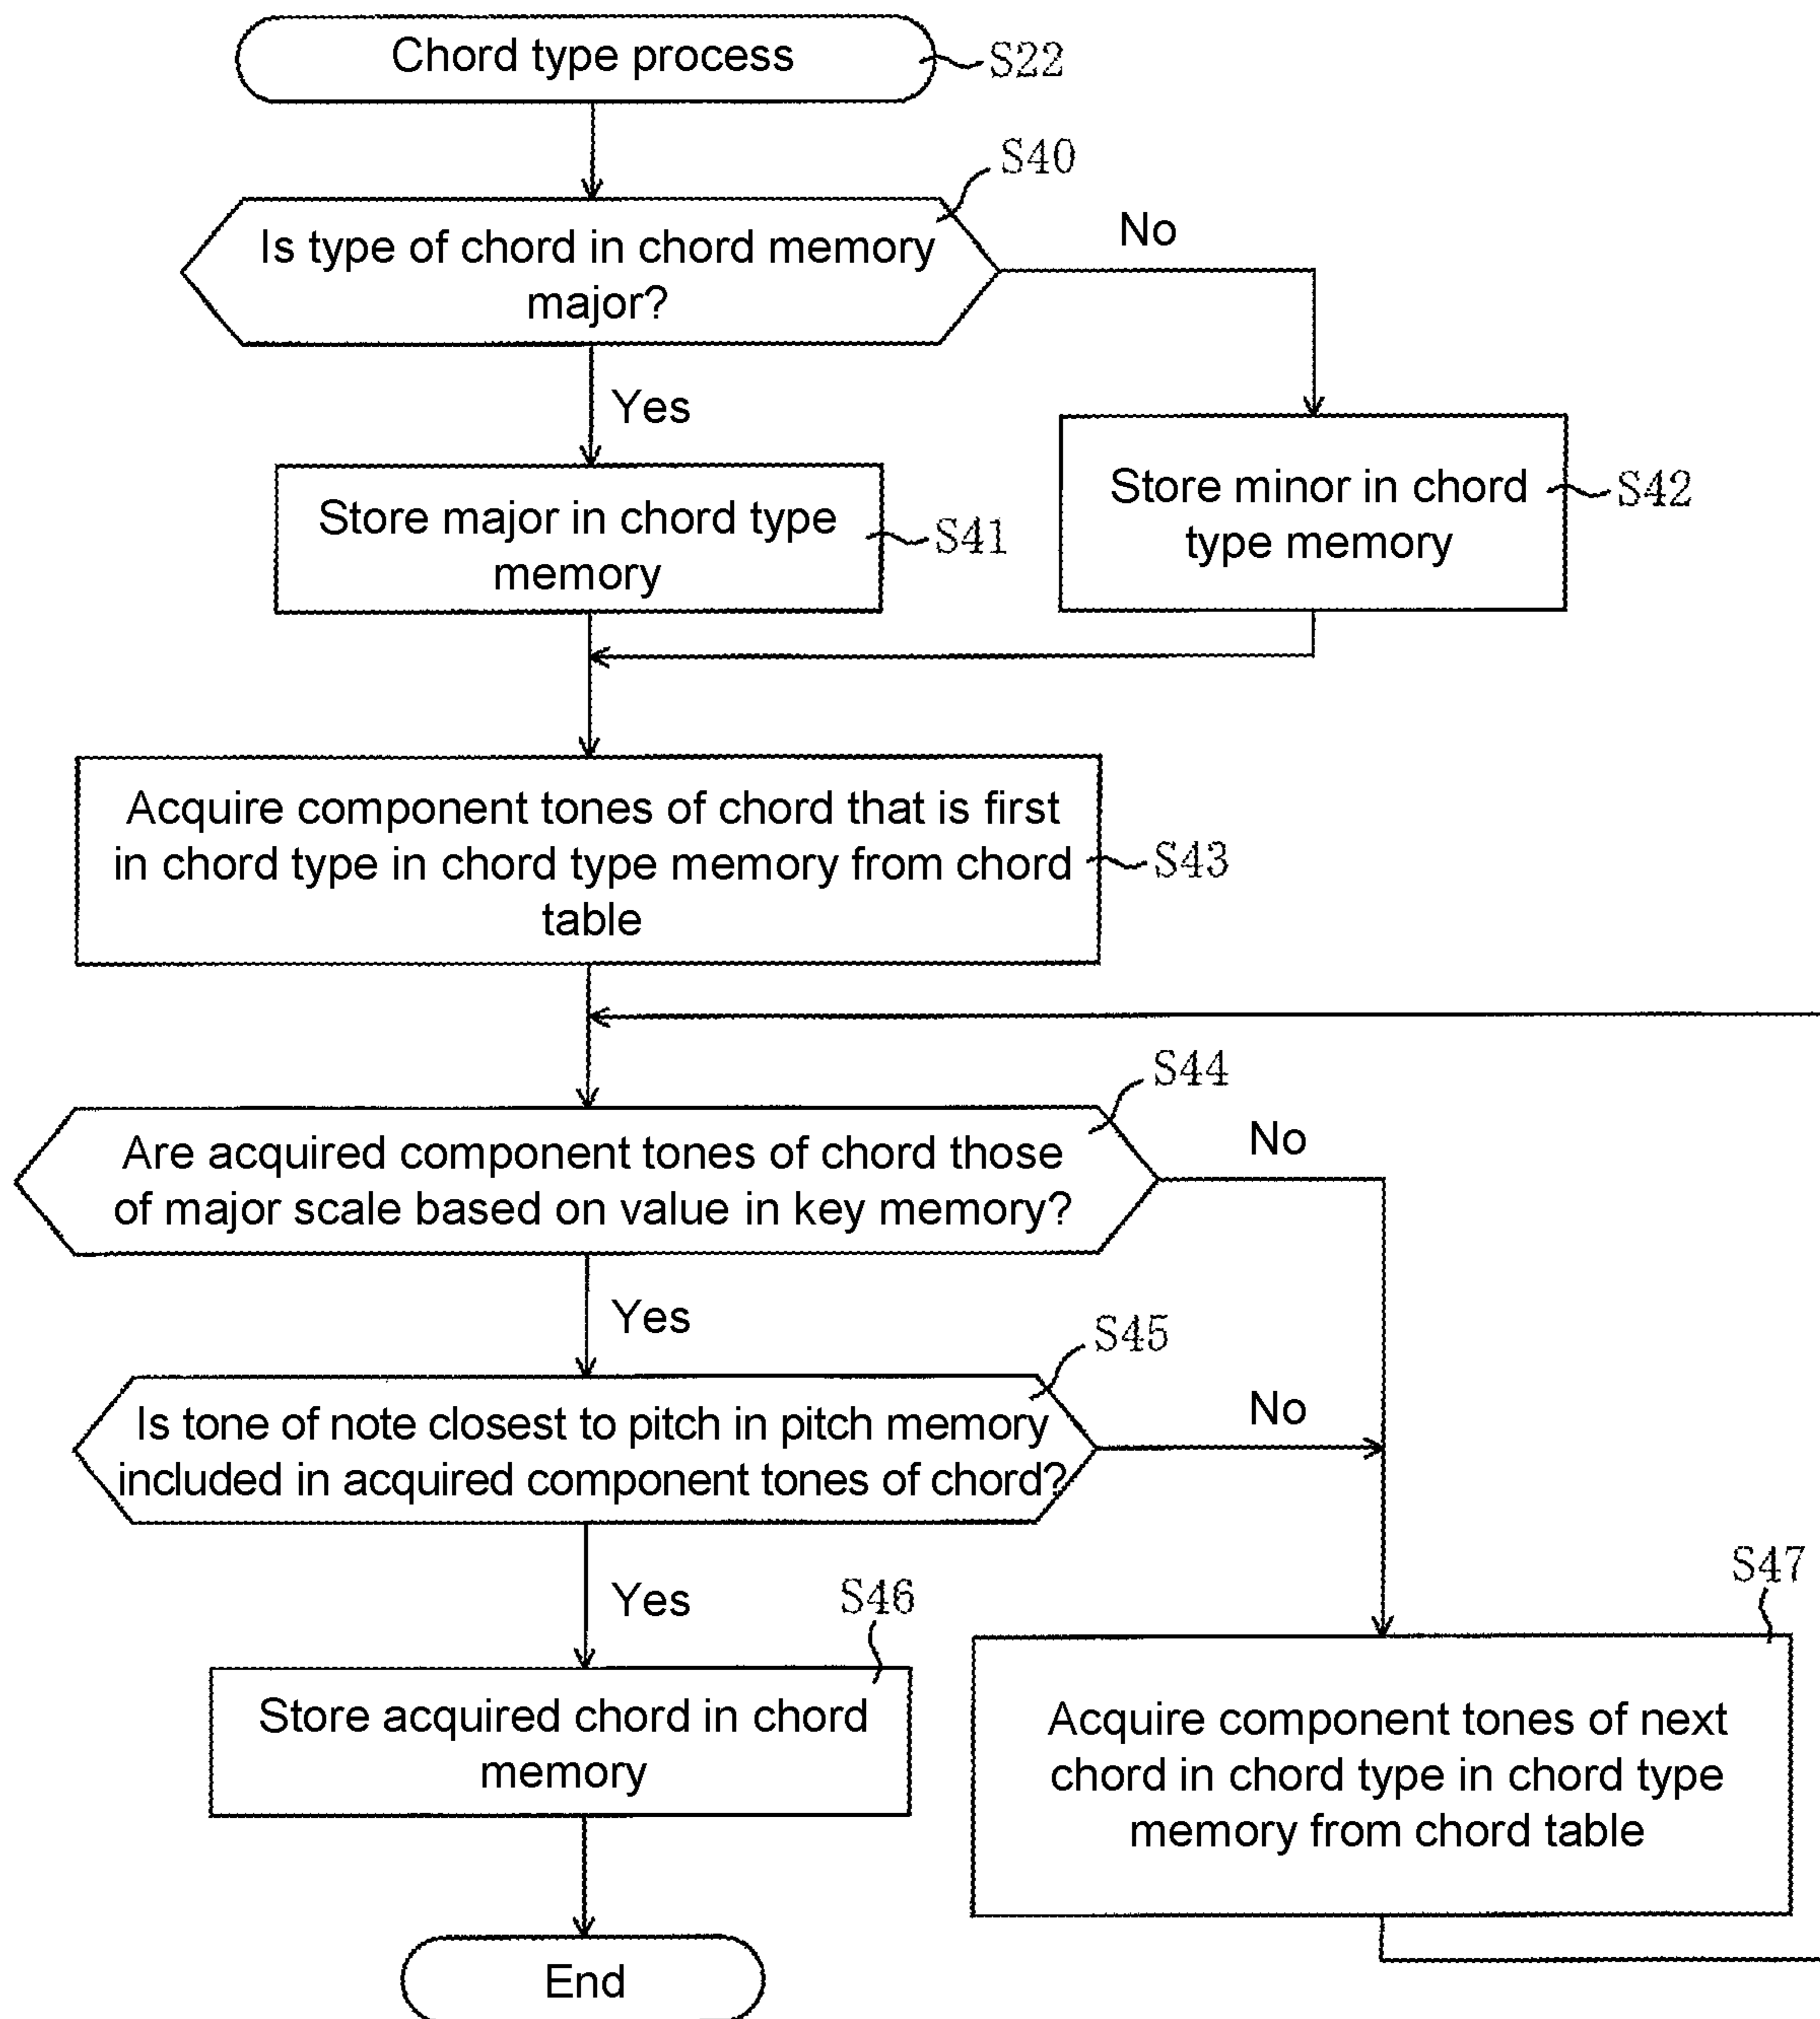 Chord type process
S22
S40
Is type of chord in chord memory
major?
No
Yes
Store major in chord type
memory
S41
Store minor in chord
type memory
S42
Acquire component tones of chord that is first
in chord type in chord type memory from chord
table
S43
S44
Are acquired component tones of chord those
of major scale based on value in key memory?
No
Yes
S45
Is tone of note closest to pitch in pitch memory
included in acquired component tones of chord?
No
Yes
S46
Store acquired chord in chord
memory
S47
Acquire component tones of next
chord in chord type in chord type
memory from chord table
End